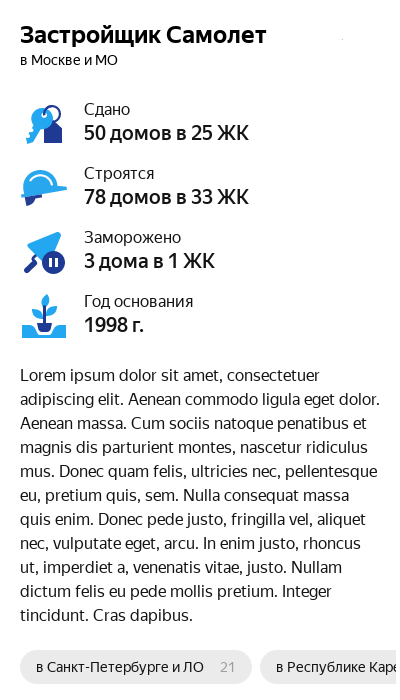 Застройщик Самолет
в Москве и МО
Сдано
50 домов в 25 ЖК
Строятся
78 домов в 33 ЖК
Заморожено
3 дома в 1 ЖК
Год основания
1998 г.
Lorem ipsum dolor sit amet, consectetuer
adipiscing elit. Aenean commodo ligula eget dolor.
Aenean massa. Cum sociis natoque penatibus et
magnis dis parturient montes, nascetur ridiculus
mus. Donec quam felis, ultricies nec, pellentesque
eu, pretium quis, sem. Nulla consequat massa
quis enim. Donec pede justo, fringilla vel, aliquet
nec, vulputate eget, arcu. In enim justo, rhoncus
ut, imperdiet a, venenatis vitae, justo. Nullam
dictum felis eu pede mollis pretium. Integer
tincidunt. Cras dapibus.
в Санкт-Петербурге и ЛО 21 в Республике Каре